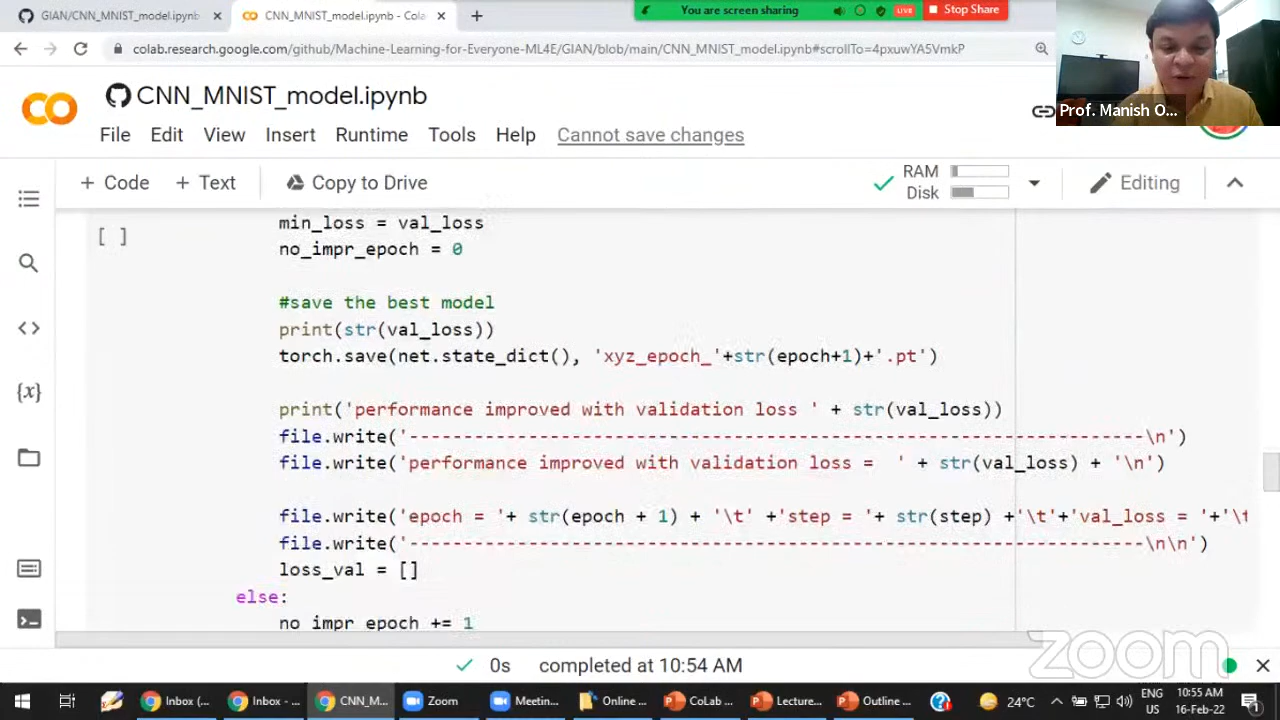 GIAN/CNN_MNIST_model.ipynb
CNN_MNIST_model.ipynb - Cola
You are screen sharing
LIVE
Stop Share
colab.research.google.com/github/Machine-Learning-for-Everyone-ML4E/GIAN/blob/main/CNN_MNIST_model.ipynb#scrollTo=4pxuwYA5VmkP
CNN_MNIST_model.ipynb
Prof. Manish O...
File Edit View Insert Runtime Tools Help Cannot save changes
+ Code + Text Copy to Drive
RAM
Disk
Editing
[ ]
min_loss = val_loss
no_impr_epoch = 0
#save the best model
print(str(val_loss))
torch.save(net.state_dict(), 'xyz_epoch_'+str(epoch+1)+'.pt')
print('performance improved with validation loss ' + str(val_loss))
file.write('--------------------------------------------------------------------\n')
file.write('performance improved with validation loss =  ' + str(val_loss) + '\n')
file.write('epoch = '+ str(epoch + 1) + '\t' +'step = '+ str(step) +'\t'+'val_loss = '+'\t
file.write('--------------------------------------------------------------------\n\n')
loss_val = []
else:
no_impr_epoch += 1
{x}
0s completed at 10:54 AM
zoom
Inbox (...
Inbox - ...
CNN_M...
Zoom
Meetin...
Online ...
CoLab ...
Lecture...
Outline ...
24°C
ENG
US
10:55 AM
16-Feb-22
1